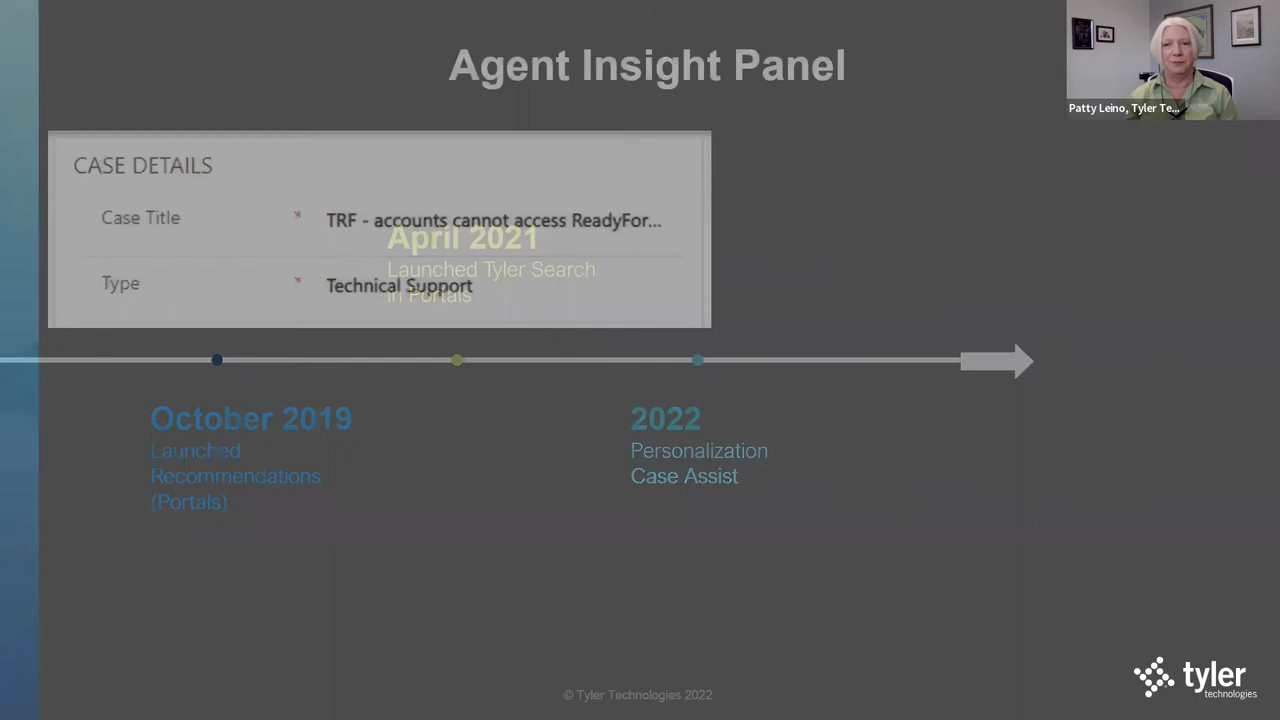 Agent Insight Panel
Patty Leino, Tyler Te...
CASE DETAILS
Case Title * TRF - accounts cannot access ReadyFor...
April 2021
Launched Tyler Search
in Portals
Type * Technical Support
October 2019
Launched
Recommendations
(Portals)
2022
Personalization
Case Assist
© Tyler Technologies 2022
tyler
technologies